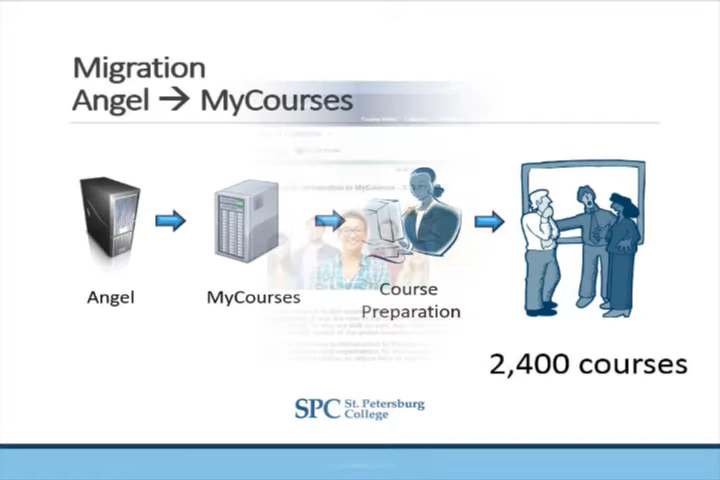 Migration
Angel → MyCourses
Angel
MyCourses
Course
Preparation
2,400 courses
SPC St. Petersburg
College